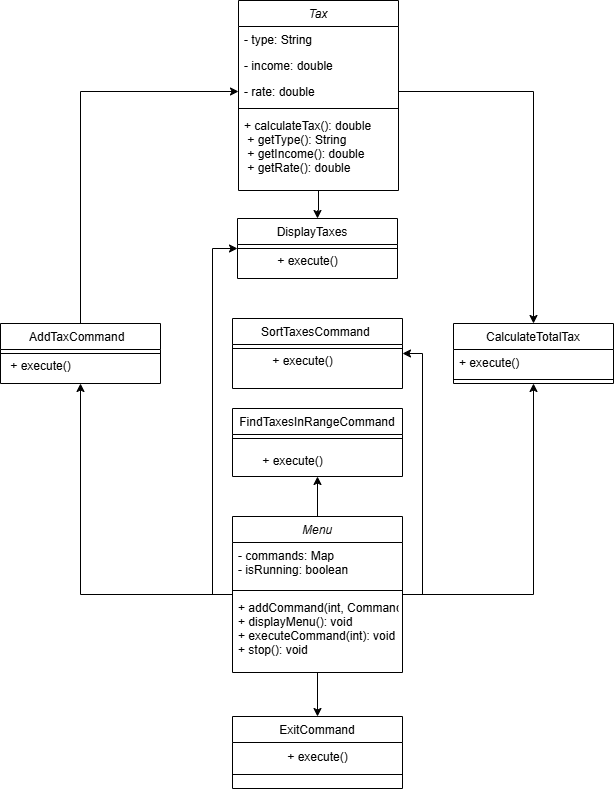 Tax
- type: String
- income: double
- rate: double
+ calculateTax(): double
+ getType(): String
+ getIncome(): double
+ getRate(): double
DisplayTaxes
+ execute()
AddTaxCommand
+ execute()
SortTaxesCommand
+ execute()
CalculateTotalTax
+ execute()
FindTaxesInRangeCommand
+ execute()
Menu
- commands: Map
- isRunning: boolean
+ addCommand(int, Command
+ displayMenu(): void
+ executeCommand(int): void
+ stop(): void
ExitCommand
+ execute()